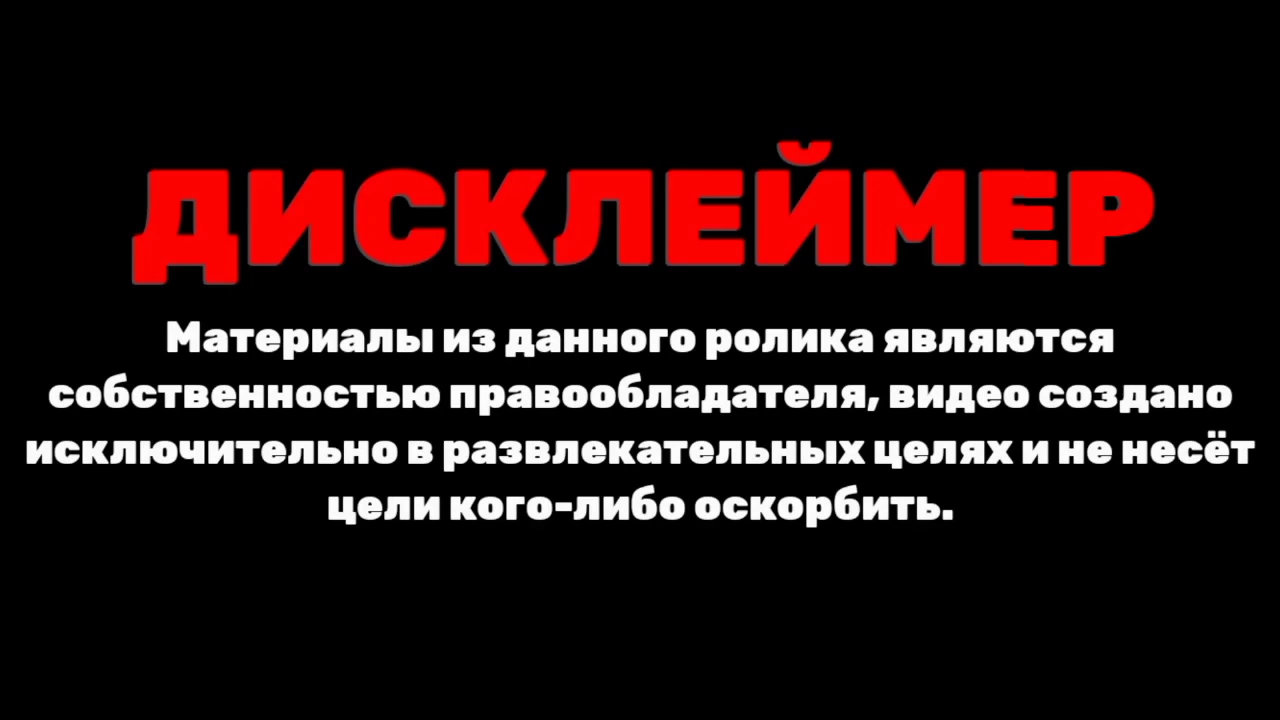 ДИСКЛЕЙМЕР
Материалы из данного ролика являются
собственностью правообладателя, видео создано
исключительно в развлекательных целях и не несёт
цели кого-либо оскорбить.